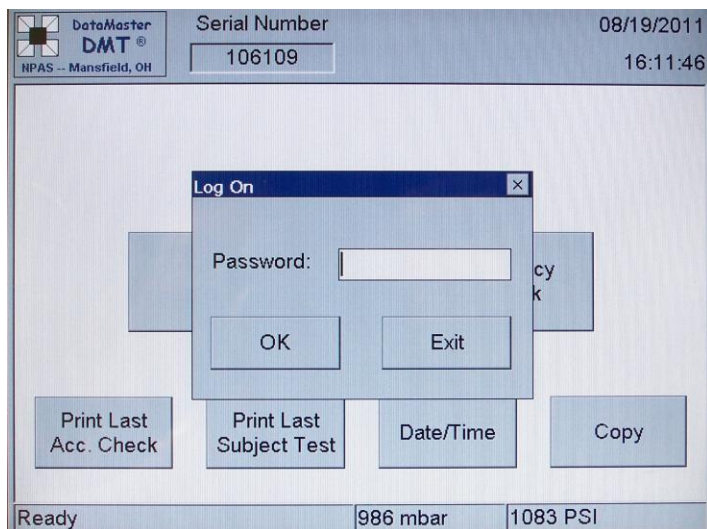 DataMaster
DMT ®
NPAS -- Mansfield, OH
Serial Number
106109
08/19/2011
16:11:46
Log On
Password:
OK
Exit
cy
k
Print Last
Acc. Check
Print Last
Subject Test
Date/Time
Copy
Ready
986 mbar
1083 PSI